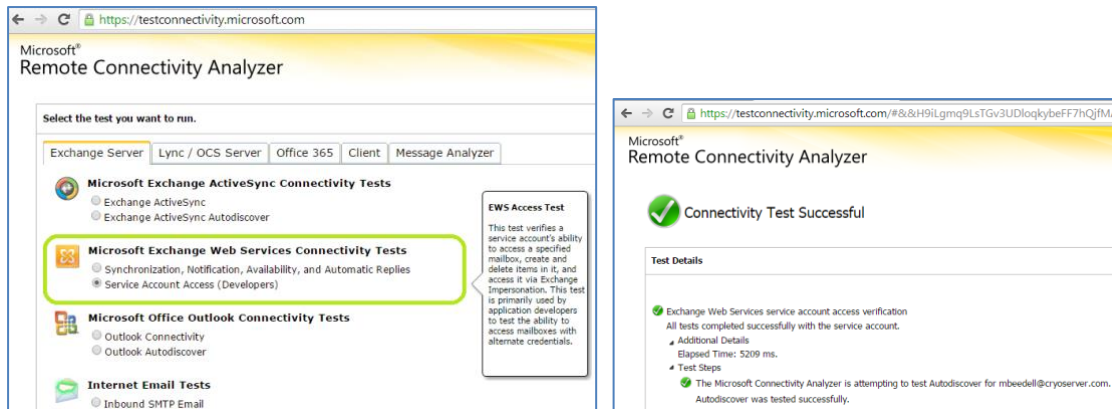 https://testconnectivity.microsoft.com
Microsoft®
Remote Connectivity Analyzer
Select the test you want to run.
Exchange Server Lync / OCS Server Office 365 Client Message Analyzer
Microsoft Exchange ActiveSync Connectivity Tests
Exchange ActiveSync
Exchange ActiveSync Autodiscover
Microsoft Exchange Web Services Connectivity Tests
Synchronization, Notification, Availability, and Automatic Replies
Service Account Access (Developers)
Microsoft Office Outlook Connectivity Tests
Outlook Connectivity
Outlook Autodiscover
Internet Email Tests
Inbound SMTP Email
EWS Access Test
This test verifies a
service account's ability
to access a specified
mailbox, create and
delete items in it, and
access it via Exchange
Impersonation. This test
is primarily used by
application developers
to test the ability to
access mailboxes with
alternate credentials.
https://testconnectivity.microsoft.com/#&&H9iLgmq9LsTGv3UDloqkybeFF7hQjfM
Microsoft®
Remote Connectivity Analyzer
Connectivity Test Successful
Test Details
Exchange Web Services service account access verification
All tests completed successfully with the service account.
Additional Details
Elapsed Time: 5209 ms.
Test Steps
The Microsoft Connectivity Analyzer is attempting to test Autodiscover for mbeedell@cryoserver.com.
Autodiscover was tested successfully.